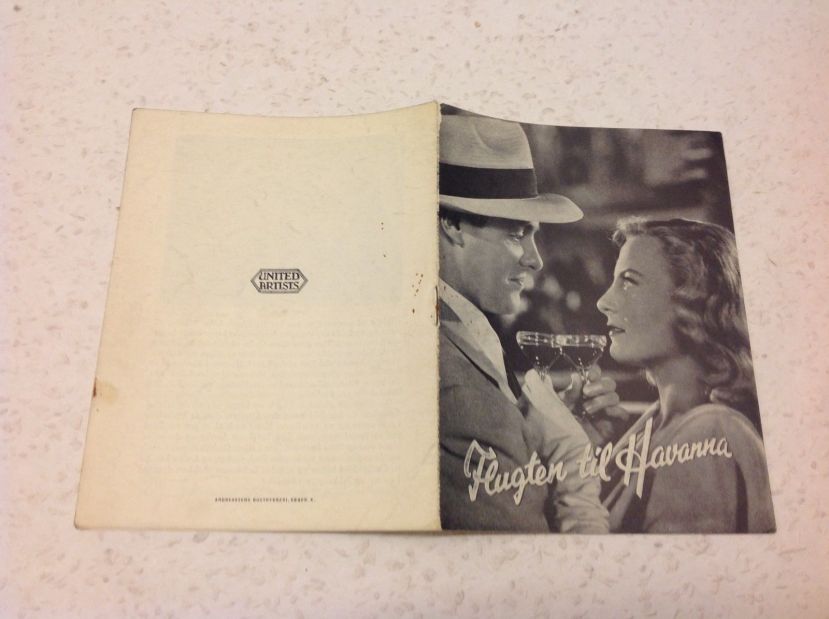 UNITED
ARTISTS
Flugten til Havanna